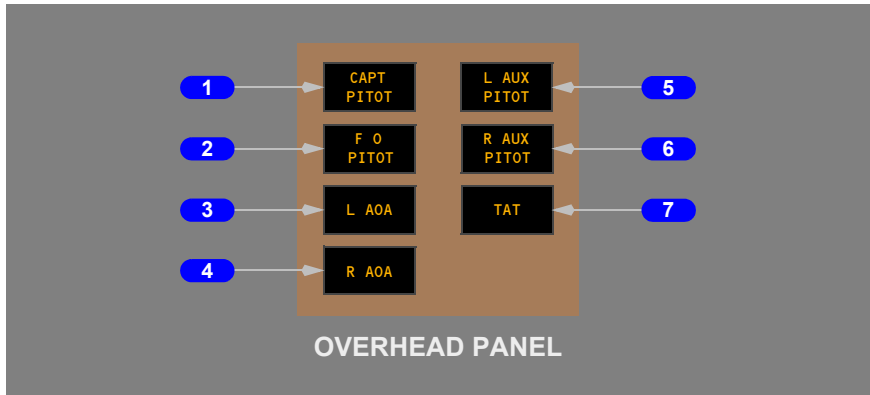 1
CAPT
PITOT
L AUX
PITOT
5
2
F O
PITOT
R AUX
PITOT
6
3
L AOA
TAT
7
4
R AOA
OVERHEAD PANEL